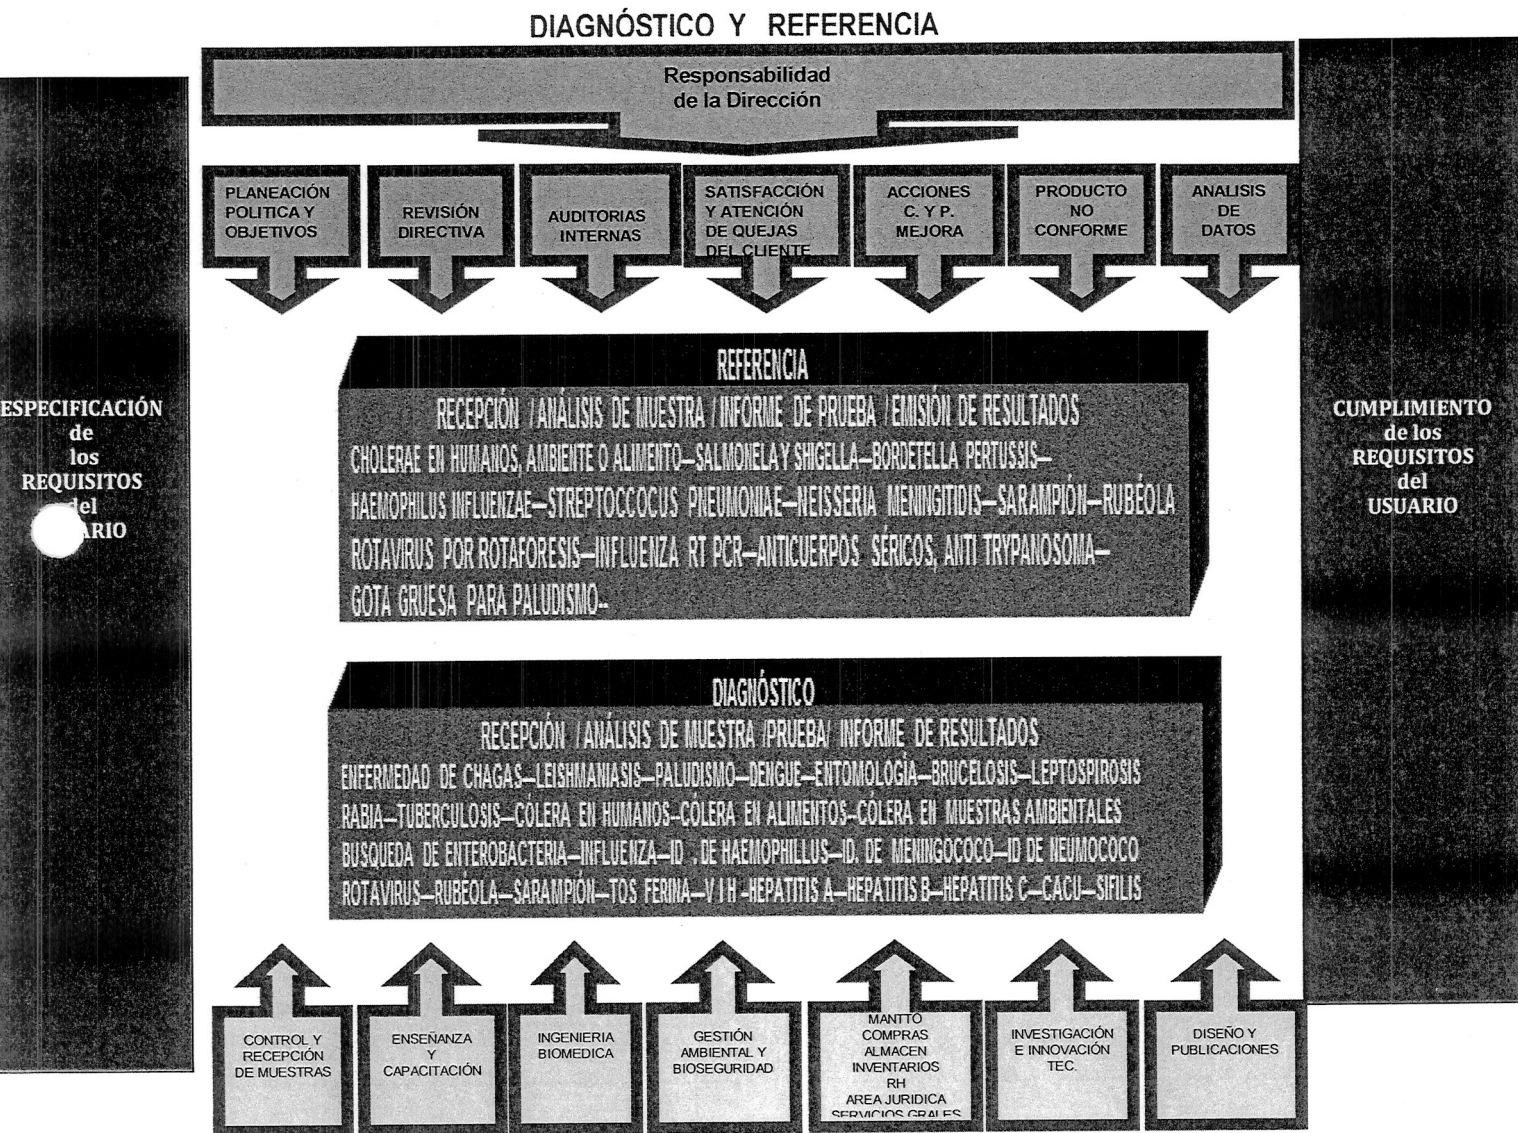 DIAGNÓSTICO Y REFERENCIA
Responsabilidad
de la Dirección
PLANEACIÓN
POLITICA Y
OBJETIVOS
REVISIÓN
DIRECTIVA
AUDITORIAS
INTERNAS
SATISFACCIÓN
Y ATENCIÓN
DE QUEJAS
DEL CLIENTE
ACCIONES
C. Y P.
MEJORA
PRODUCTO
NO
CONFORME
ANALISIS
DE
DATOS
ESPECIFICACIÓN
de
los
REQUISITOS
del
ARIO
REFERENCIA
RECEPCIÓN / ANÁLISIS DE MUESTRA / INFORME DE PRUEBA / EMISIÓN DE RESULTADOS
CHOLERAE EN HUMANOS, AMBIENTE O ALIMENTO—SALMONELA Y SHIGELLA—BORDETELLA PERTUSSIS—
HAEMOPHILUS INFLUENZAE—STREPTOCCOCUS PNEUMONIAE—NEISSERIA MENINGITIDIS—SARAMPIÓN—RUBÉOLA
ROTAVIRUS POR ROTAFORESIS—INFLUENZA RT PCR—ANTICUERPOS SÉRICOS, ANTI TRYPANOSOMA—
GOTA GRUESA PARA PALUDISMO--
CUMPLIMIENTO
de los
REQUISITOS
del
USUARIO
DIAGNÓSTICO
RECEPCIÓN / ANÁLISIS DE MUESTRA /PRUEBA/ INFORME DE RESULTADOS
ENFERMEDAD DE CHAGAS—LEISHMANIASIS—PALUDISMO—DENGUE—ENTOMOLOGÍA—BRUCELOSIS—LEPTOSPIROSIS
RABIA—TUBERCULOSIS—CÓLERA EN HUMANOS—CÓLERA EN ALIMENTOS—CÓLERA EN MUESTRAS AMBIENTALES
BUSQUEDA DE ENTEROBACTERIA—INFLUENZA—ID . DE HAEMOPHILLUS—ID. DE MENINGOCOCO—ID DE NEUMOCOCO
ROTAVIRUS—RUBÉOLA—SARAMPIÓN—TOS FERINA—V I H -HEPATITIS A—HEPATITIS B—HEPATITIS C—CACU—SIFILIS
CONTROL Y
RECEPCIÓN
DE MUESTRAS
ENSEÑANZA
Y
CAPACITACIÓN
INGENIERIA
BIOMEDICA
GESTIÓN
AMBIENTAL Y
BIOSEGURIDAD
MANTTO
COMPRAS
ALMACEN
INVENTARIOS
RH
AREA JURIDICA
SERVICIOS GRALES
INVESTIGACIÓN
E INNOVACIÓN
TEC.
DISEÑO Y
PUBLICACIONES